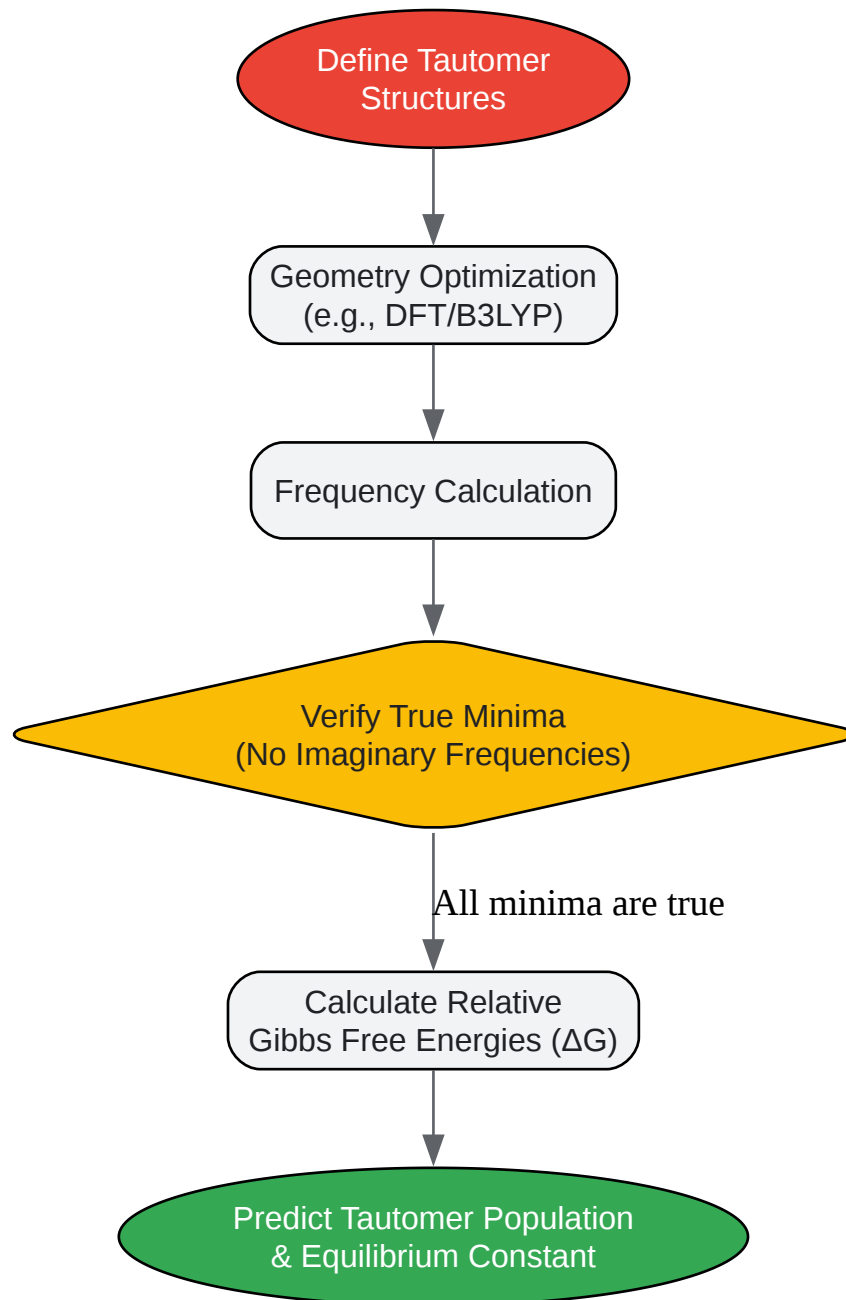 Define Tautomer
Structures
Geometry Optimization
(e.g., DFT/B3LYP)
Frequency Calculation
Verify True Minima
(No Imaginary Frequencies)
All minima are true
Calculate Relative
Gibbs Free Energies (ΔG)
Predict Tautomer Population
& Equilibrium Constant